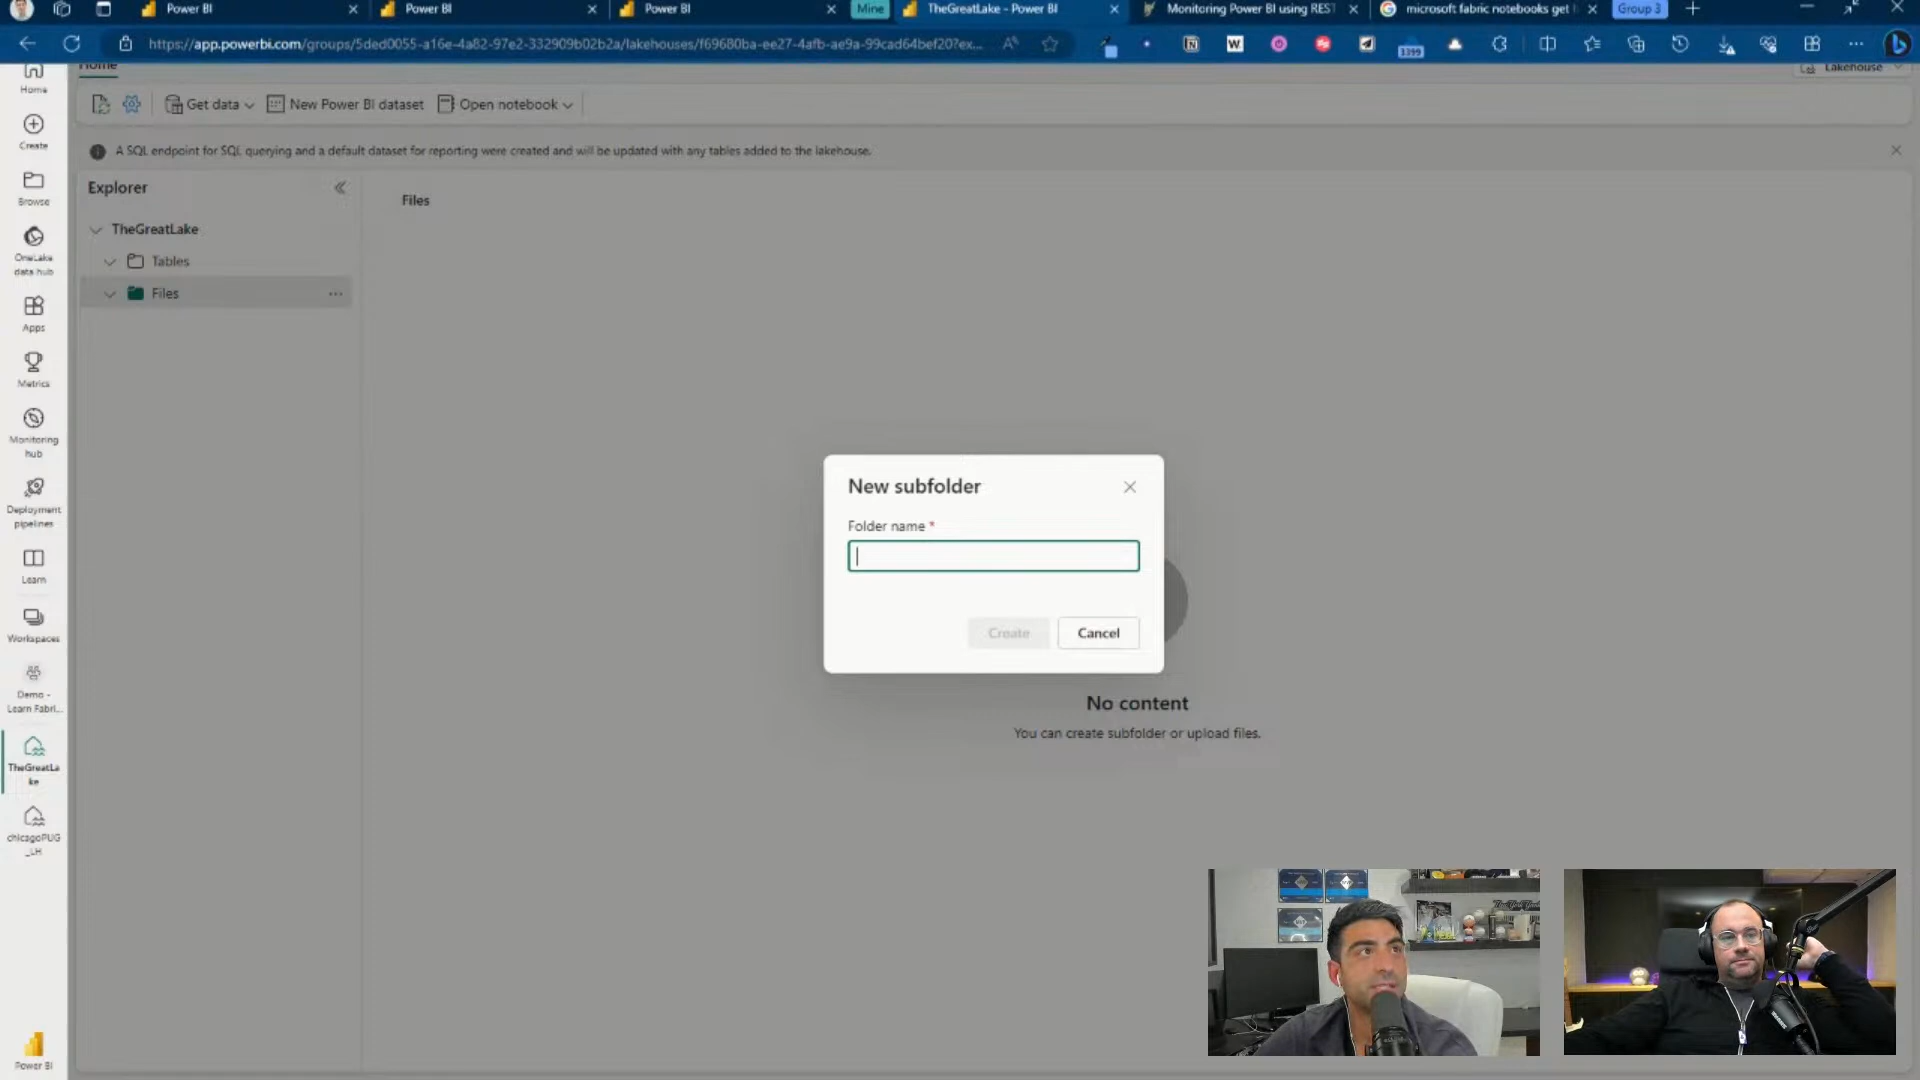 Power BI
Power BI
Power BI
Mine
TheGreatLake - Power BI
Monitoring Power BI using REST
microsoft fabric notebooks get
Group 3
https://app.powerbi.com/groups/5ded0055-a16e-4a82-97e2-332909b02b2a/lakehouses/f69680ba-ee27-4afb-ae9a-99cad64bef20?ex...
1399
Home
Lakehouse
Get data
New Power BI dataset
Open notebook
A SQL endpoint for SQL querying and a default dataset for reporting were created and will be updated with any tables added to the lakehouse.
Home
Create
Browse
OneLake
data hub
Apps
Metrics
Monitoring
hub
Deployment
pipelines
Learn
Workspaces
Demo -
Learn Fabri...
TheGreatLa
ke
chicagoPUG
_LH
Power BI
Explorer
TheGreatLake
Tables
Files
...
Files
New subfolder
Folder name *
Create
Cancel
No content
You can create subfolder or upload files.